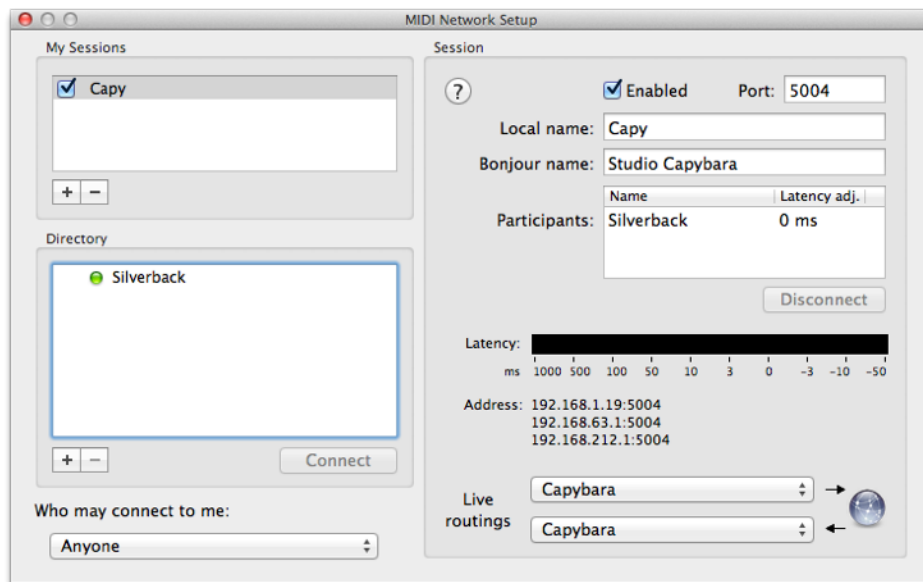 MIDI Network Setup
My Sessions
Capy
+ −
Directory
Silverback
+ −
Connect
Who may connect to me:
Anyone
Session
?
Enabled
Port: 5004
Local name: Capy
Bonjour name: Studio Capybara
Name Latency adj.
Participants: Silverback 0 ms
Disconnect
Latency:
ms 1000 500 100 50 10 3 0 -3 -10 -50
Address: 192.168.1.19:5004
192.168.63.1:5004
192.168.212.1:5004
Live routings
Capybara
Capybara